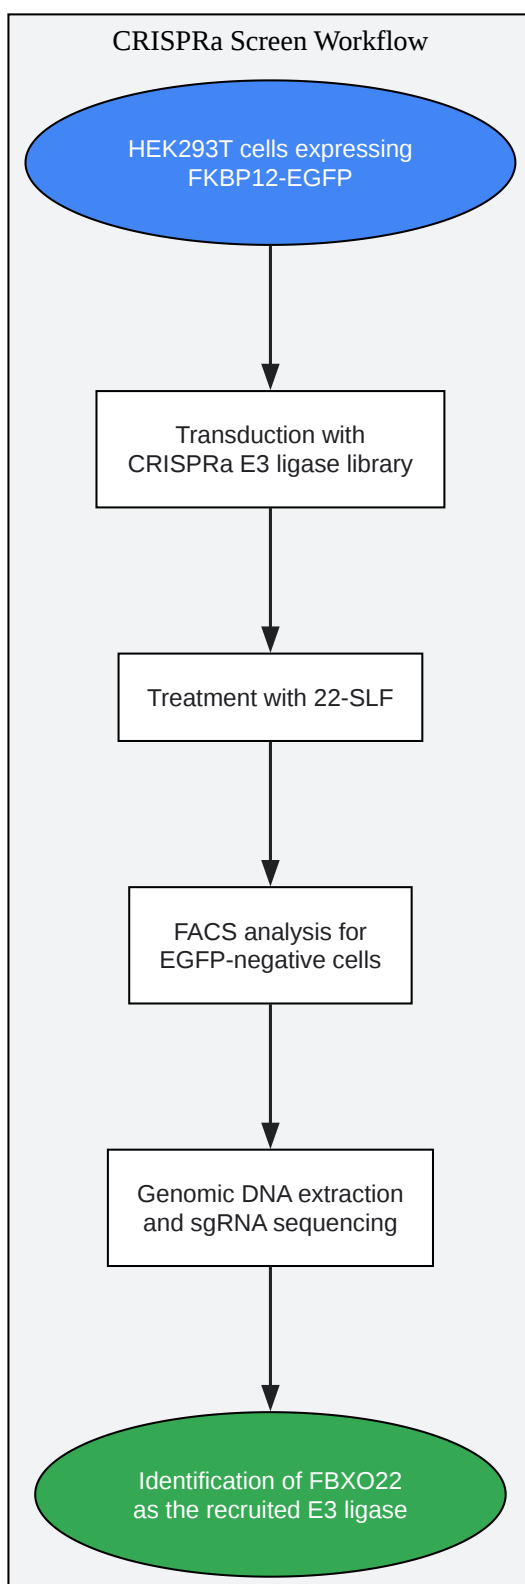 CRISPRa Screen Workflow
HEK293T cells expressing
FKBP12-EGFP
Transduction with
CRISPRa E3 ligase library
Treatment with 22-SLF
FACS analysis for
EGFP-negative cells
Genomic DNA extraction
and sgRNA sequencing
Identification of FBXO22
as the recruited E3 ligase